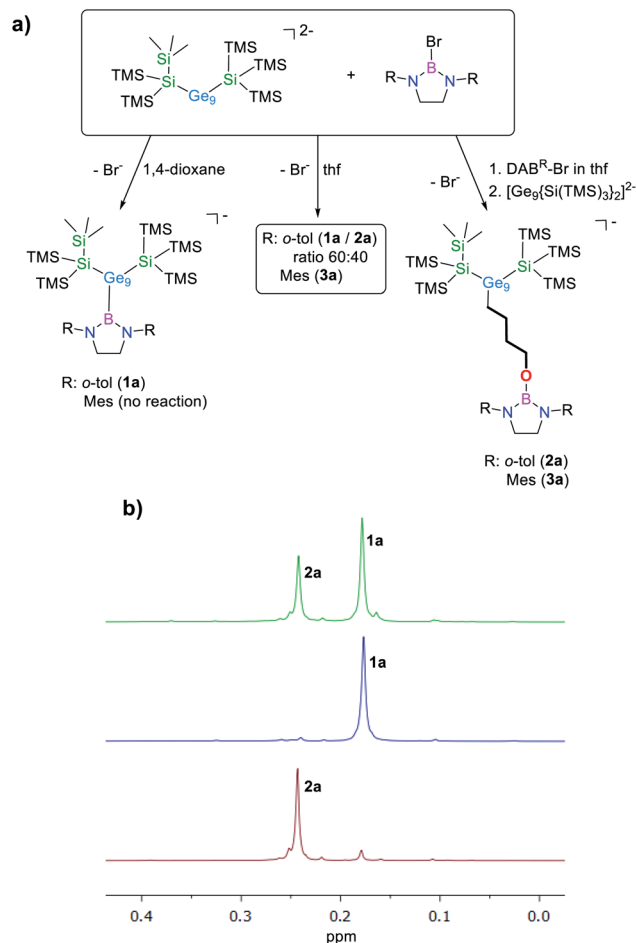 a)
2-
Si
TMS
TMS
Si
Si
TMS
TMS
Ge9
TMS
+
Br
B
R
N
N
R
- Br-
1,4-dioxane
- Br-
thf
- Br-
1. DABR-Br in thf
2. [Ge9{Si(TMS)3}2]2-
-
Si
TMS
TMS
Si
Si
TMS
TMS
Ge9
TMS
B
R
N
N
R
R: o-tol (1a)
Mes (no reaction)
R: o-tol (1a / 2a)
ratio 60:40
Mes (3a)
-
Si
TMS
TMS
Si
Si
TMS
TMS
Ge9
TMS
O
B
R
N
N
R
R: o-tol (2a)
Mes (3a)
b)
1a
2a
1a
2a
0.4 0.3 0.2 0.1 0.0
ppm